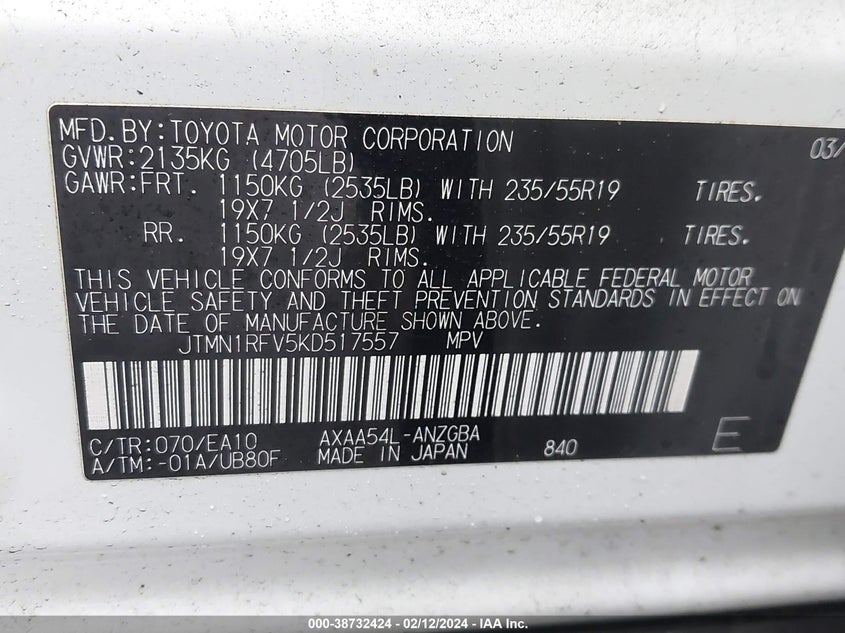 MFD.BY:TOYOTA MOTOR CORPORATION 03/
GVWR:2135KG (4705LB)
GAWR:FRT. 1150KG (2535LB) WITH 235/55R19 TIRES.
19X7 1/2J RIMS.
RR. 1150KG (2535LB) WITH 235/55R19 TIRES.
19X7 1/2J RIMS.
THIS VEHICLE CONFORMS TO ALL APPLICABLE FEDERAL MOTOR
VEHICLE SAFETY AND THEFT PREVENTION STANDARDS IN EFFECT ON
THE DATE OF MANUFACTURE SHOWN ABOVE.
JTMN1RFV5KD517557 MPV
C/TR:070/EA10 AXAA54L-ANZGBA E
A/TM:-01A/UB80F MADE IN JAPAN 840
000-38732424 - 02/12/2024 - IAA Inc.